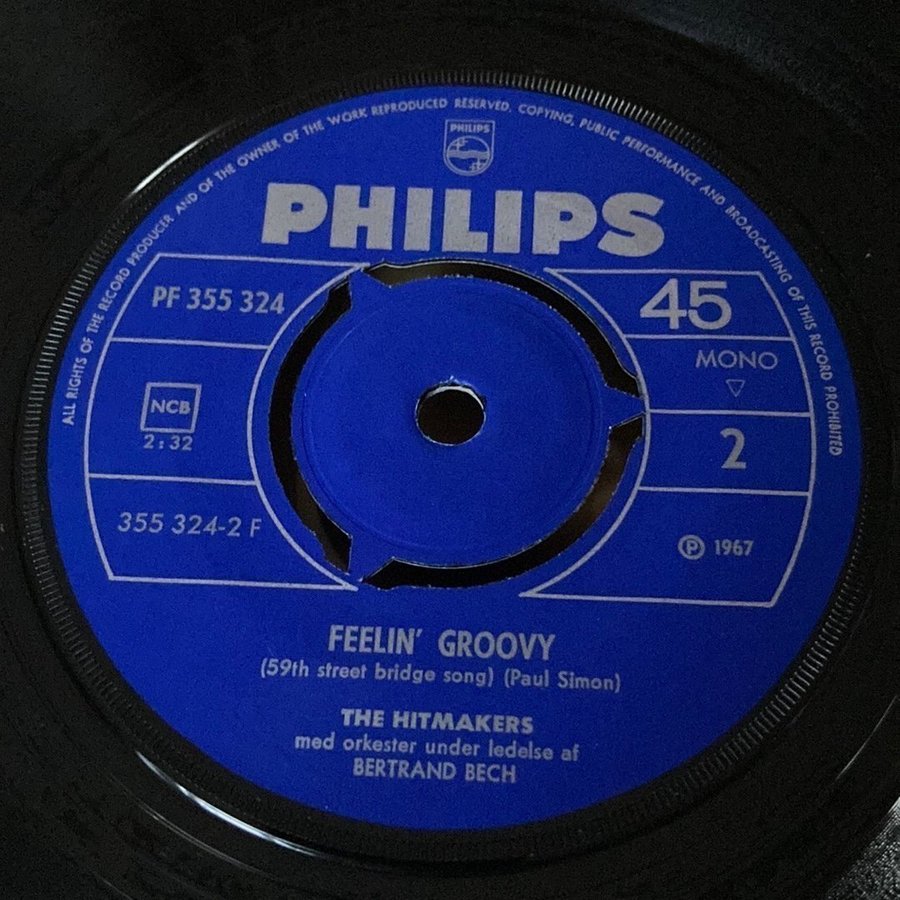 ALL RIGHTS OF THE RECORD PRODUCER AND OF THE OWNER OF THE WORK REPRODUCED RESERVED. COPYING, PUBLIC PERFORMANCE AND BROADCASTING OF THIS RECORD PROHIBITED
PHILIPS
PHILIPS
PF 355 324
45
MONO
NCB
2:32
2
355 324-2 F
Ⓟ 1967
FEELIN' GROOVY
(59th street bridge song) (Paul Simon)
THE HITMAKERS
med orkester under ledelse af
BERTRAND BECH